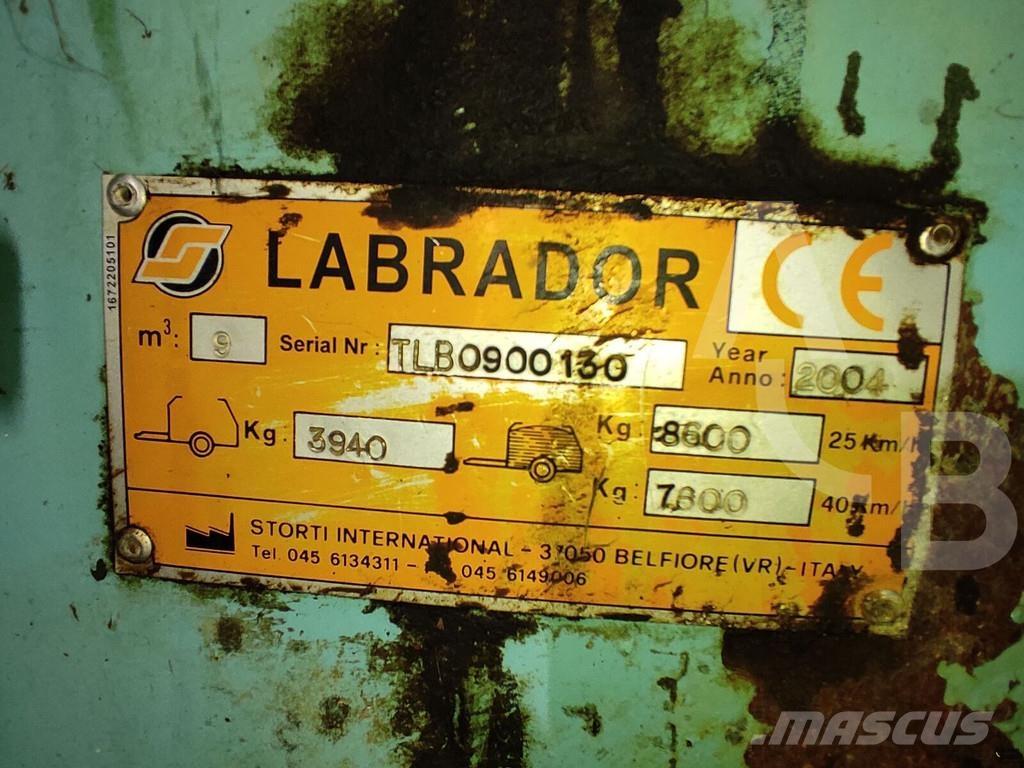 1672205101
LABRADOR CE
m³: 9 Serial Nr: TLB0900130 Year Anno: 2004
Kg. 3940 Kg 8600 25 Km/h
Kg: 7600 40 Km/h
STORTI INTERNATIONAL - 37050 BELFIORE (VR) - ITALY
Tel. 045 6134311 - 045 6149006
ACB
MASCUS